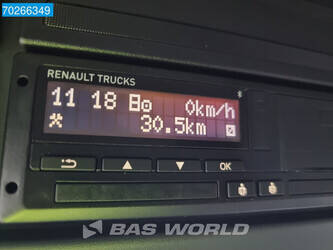 70266349
RENAULT TRUCKS
11 18 0km/h
30.5km
OK
BAS WORLD